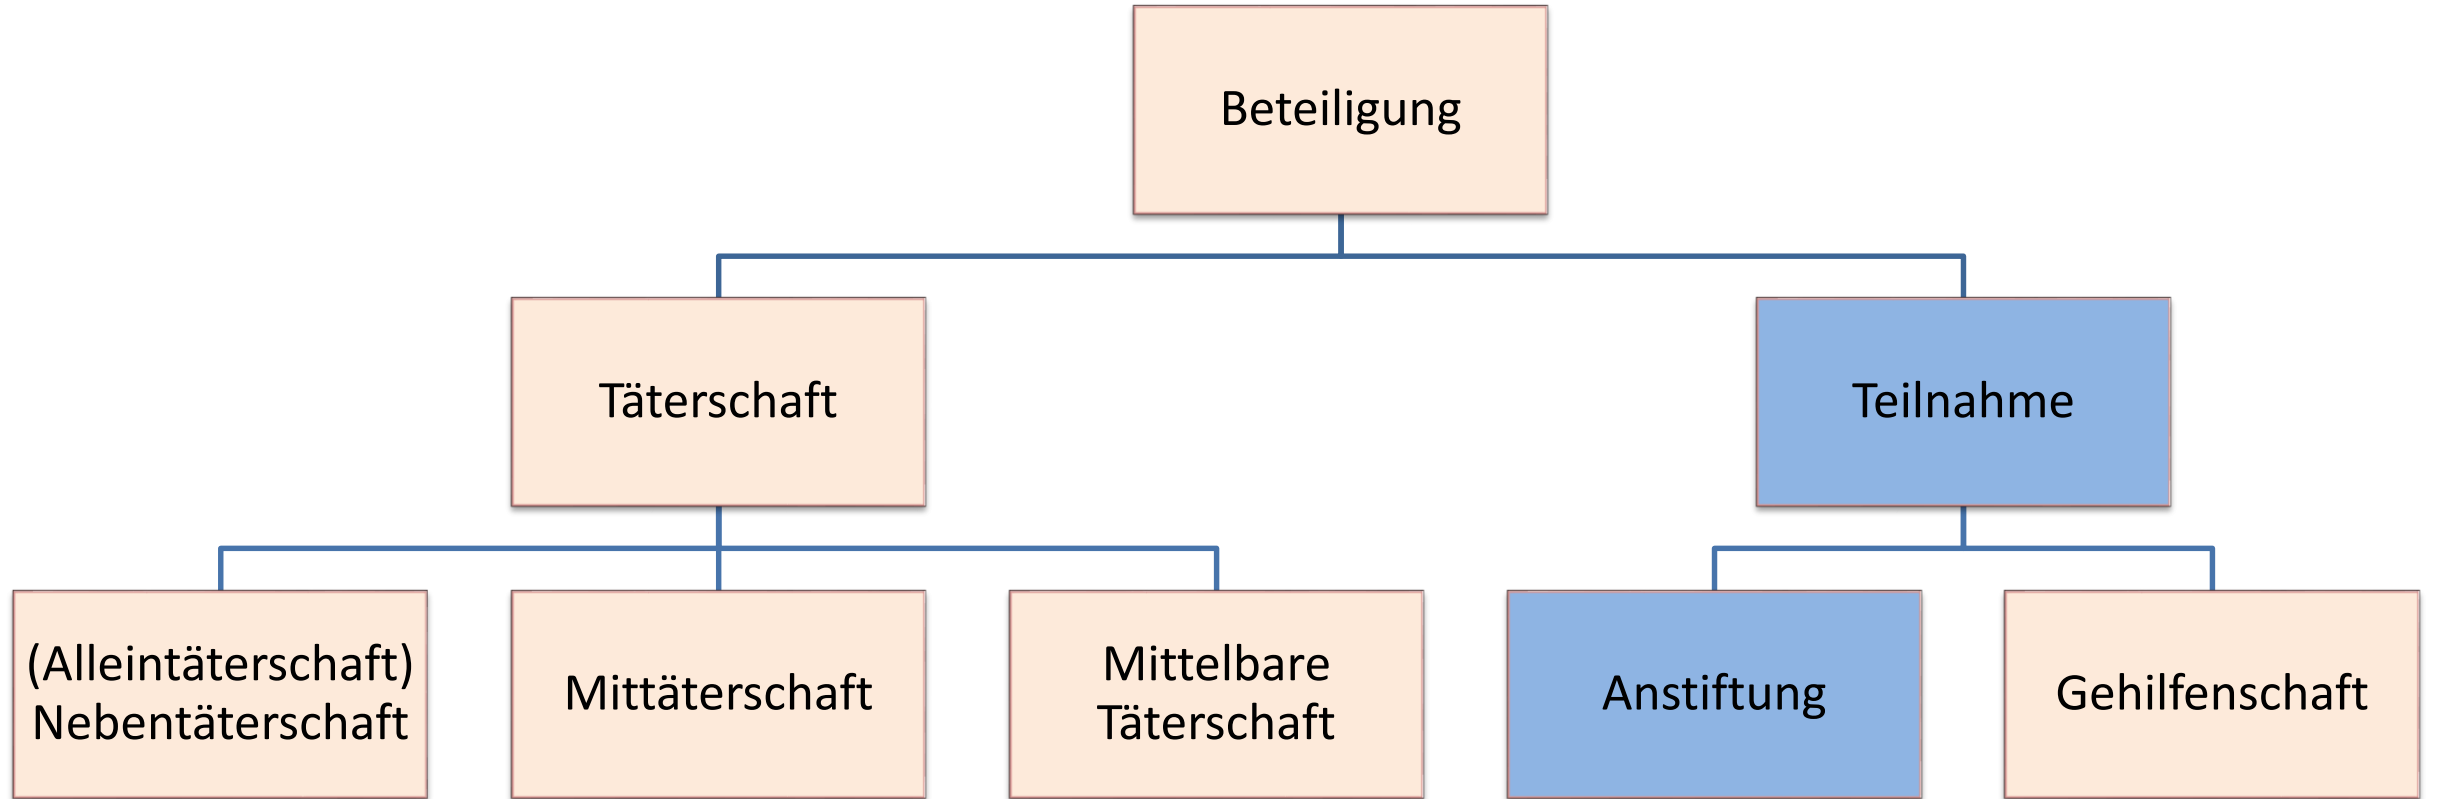 Beteiligung
Täterschaft
Teilnahme
(Alleintäterschaft)
Nebentäterschaft
Mittäterschaft
Mittelbare
Täterschaft
Anstiftung
Gehilfenschaft